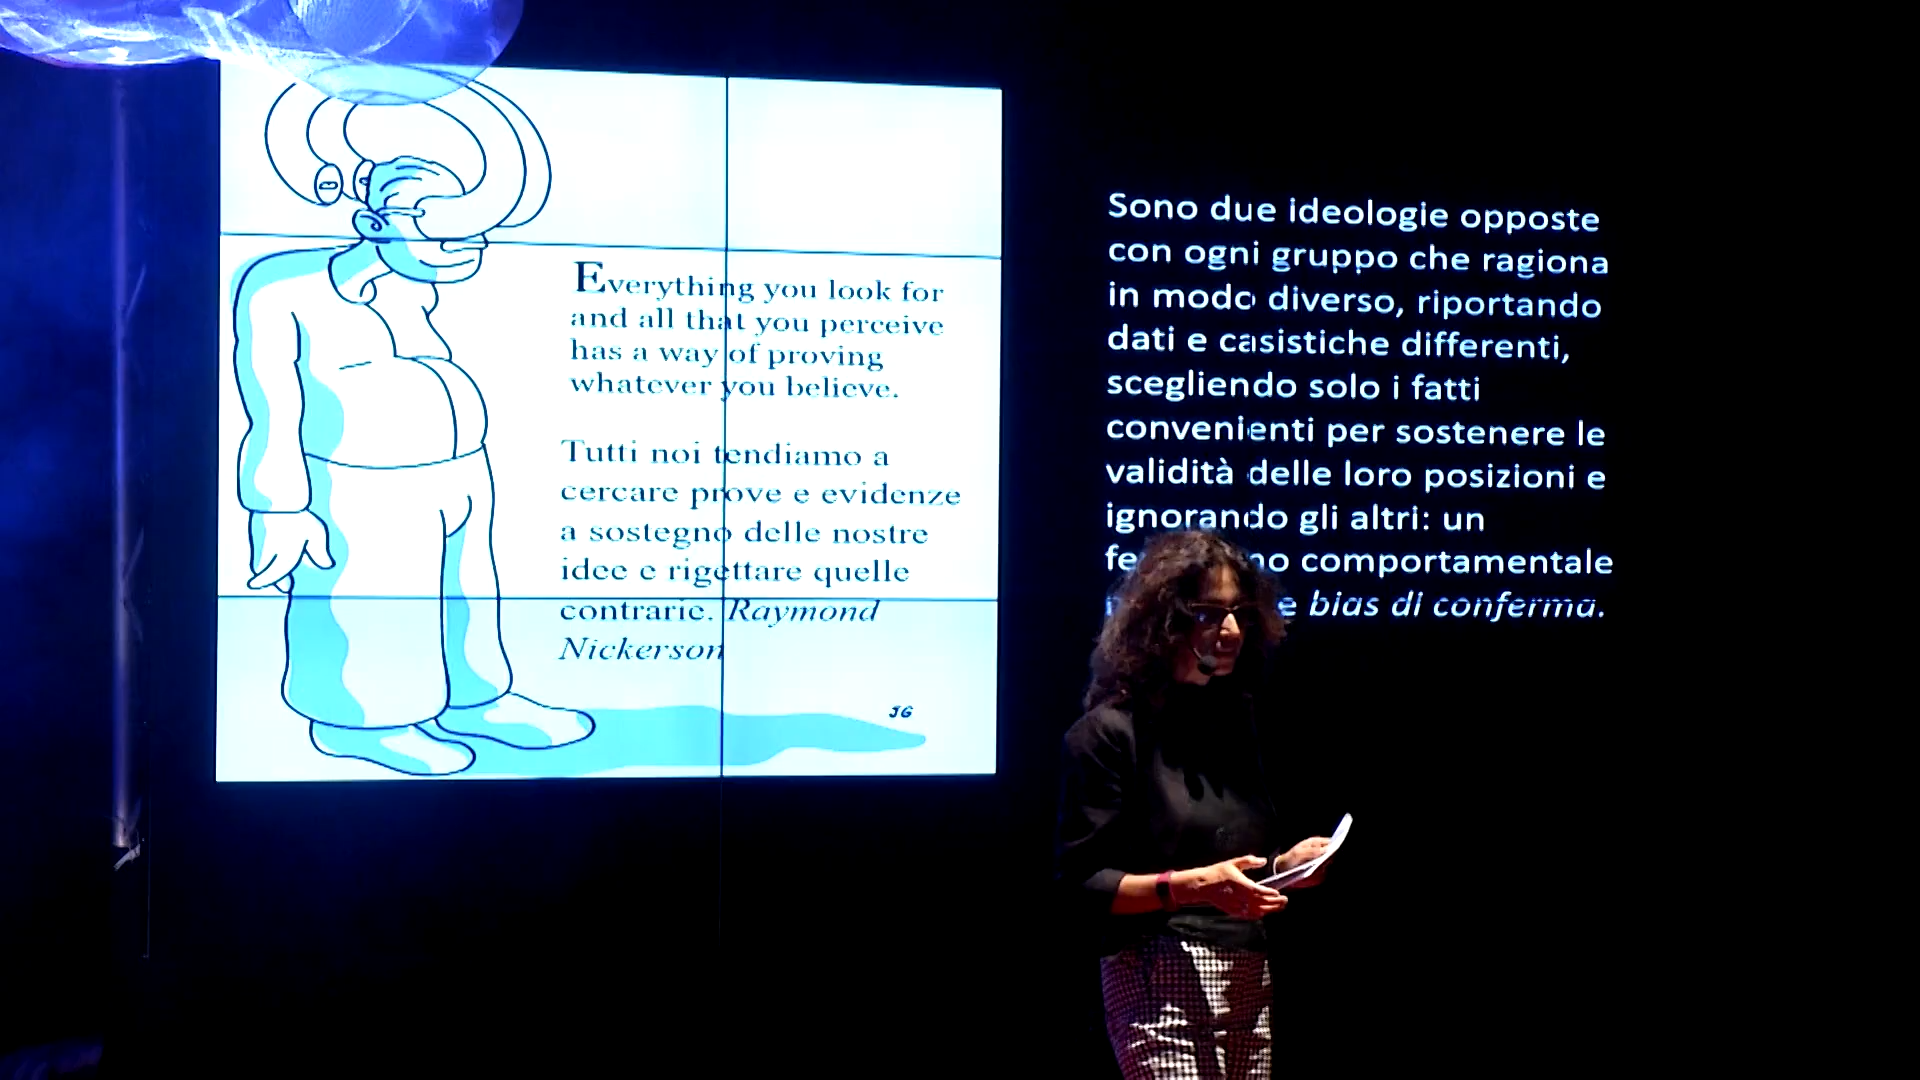 Everything you look for
and all that you perceive
has a way of proving
whatever you believe.
Tutti noi tendiamo a
cercare prove e evidenze
a sostegno delle nostre
idee e rigettare quelle
contrarie. Raymond
Nickerson
JG
Sono due ideologie opposte
con ogni gruppo che ragiona
in modo diverso, riportando
dati e casistiche differenti,
scegliendo solo i fatti
convenienti per sostenere le
validità delle loro posizioni e
ignorando gli altri: un
comportamentale
bias di conferma.